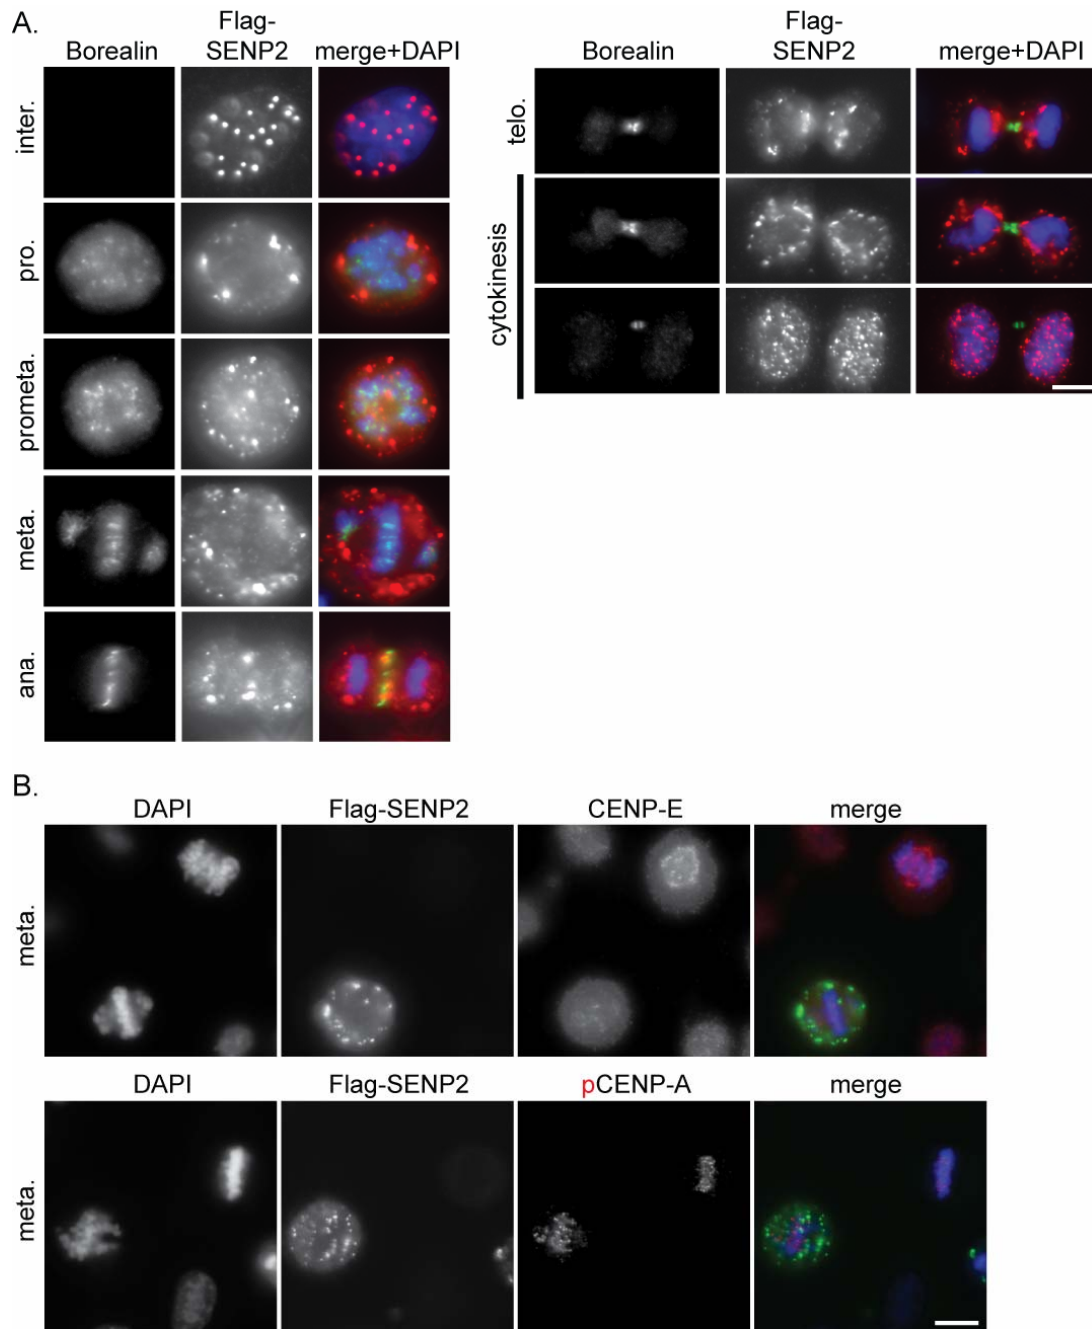 A.
Borealin
Flag-
SENP2
merge+DAPI
inter.
pro.
prometa.
meta.
ana.
Borealin
Flag-
SENP2
merge+DAPI
telo.
cytokinesis
B.
DAPI
Flag-SENP2
CENP-E
merge
meta.
DAPI
Flag-SENP2
pCENP-A
merge
meta.